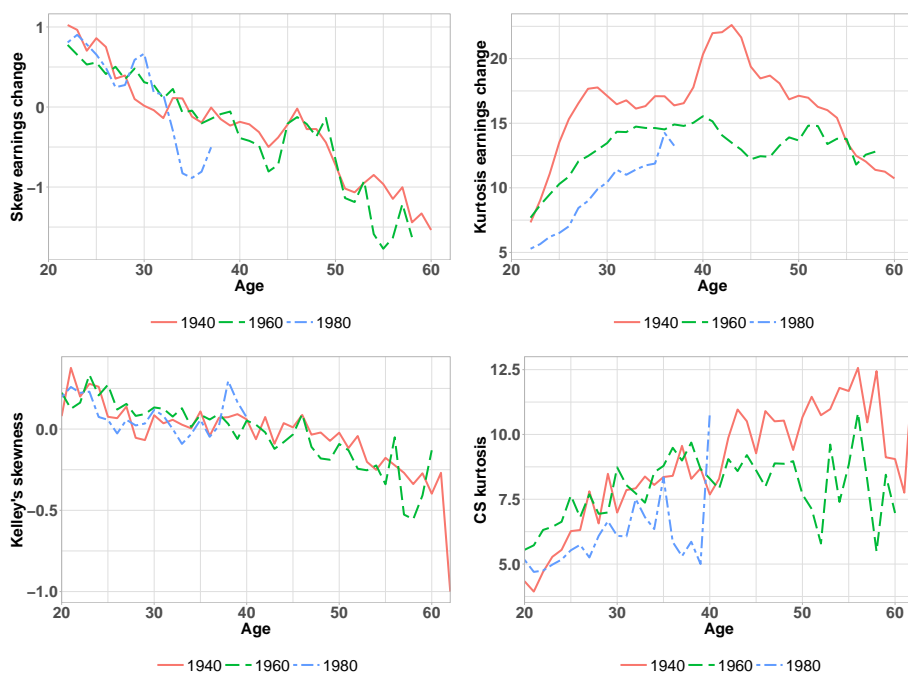 Skew earnings change
1
0
−1
20 30 40 50 60
Age
1940 1960 1980
Kurtosis earnings change
20
15
10
5
20 30 40 50 60
Age
1940 1960 1980
Kelley's skewness
0.0
−0.5
−1.0
20 30 40 50 60
Age
1940 1960 1980
CS kurtosis
12.5
10.0
7.5
5.0
20 30 40 50 60
Age
1940 1960 1980